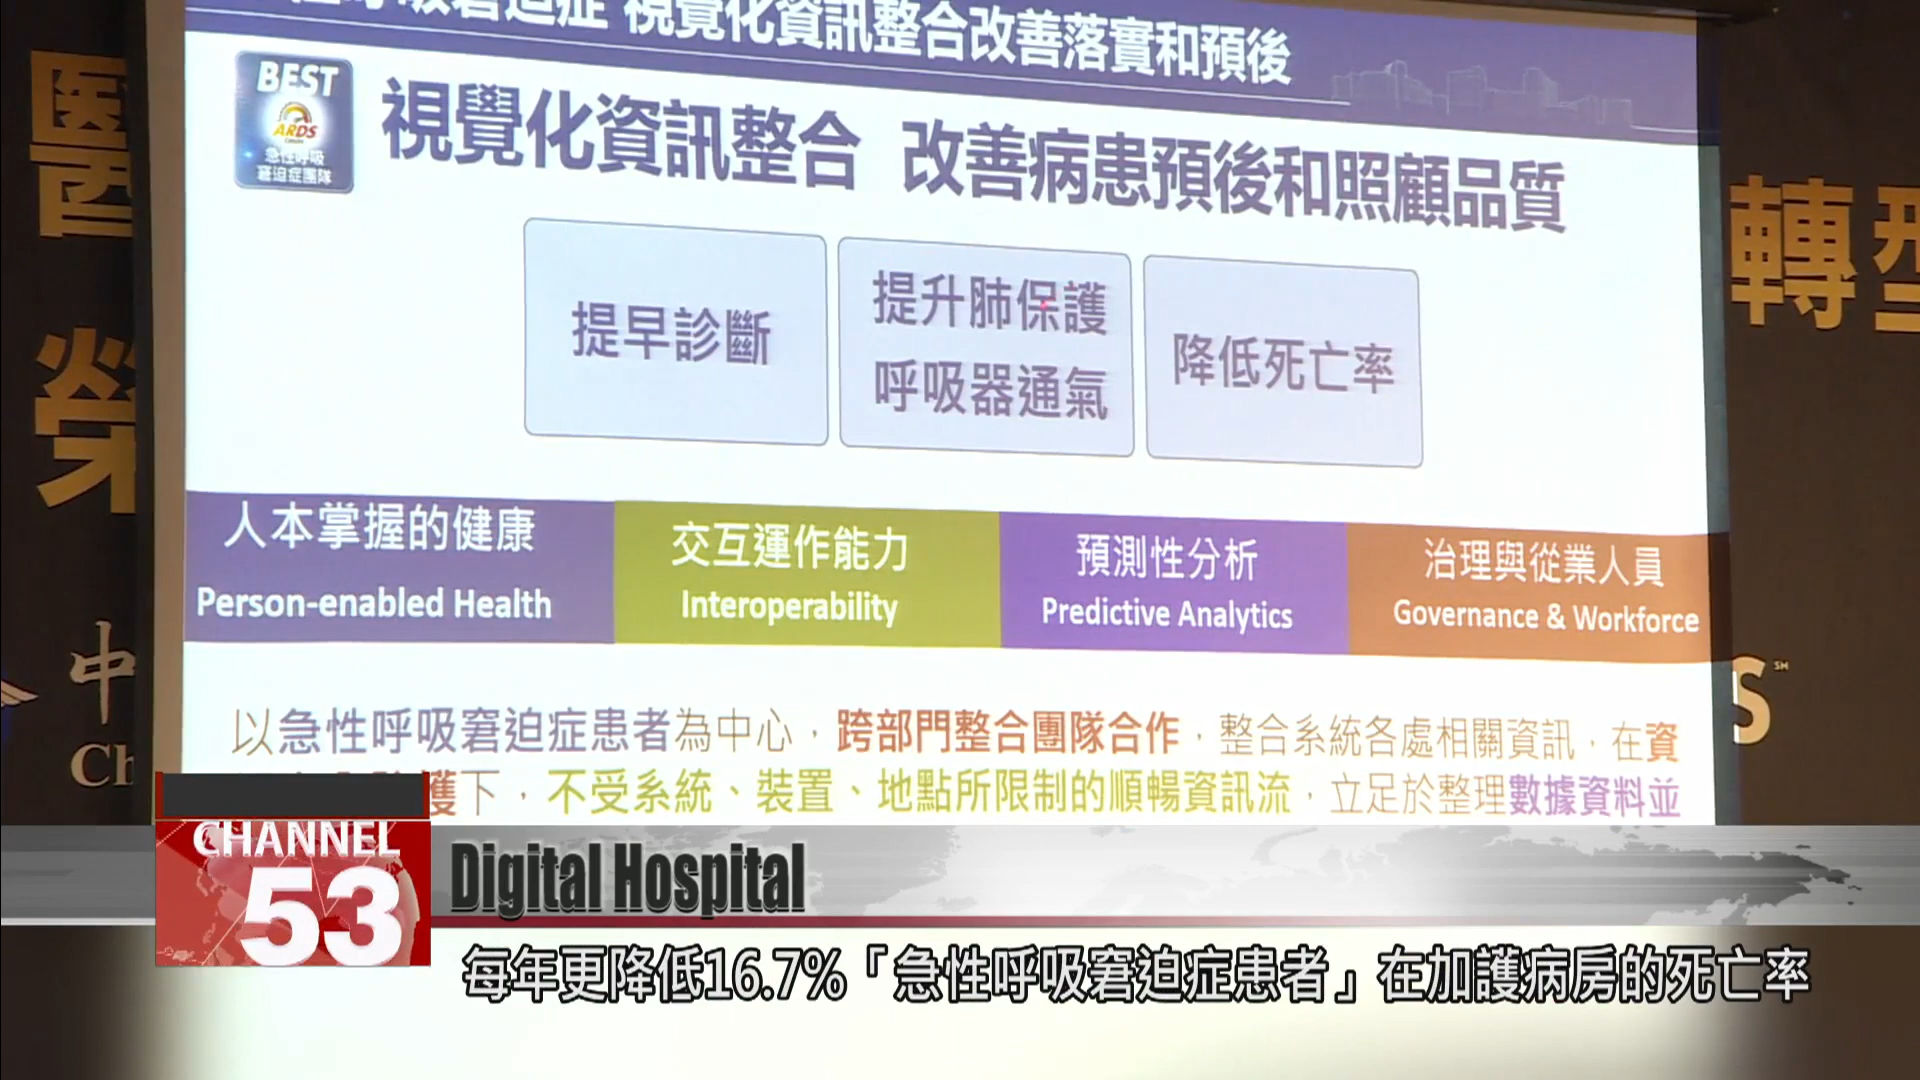 視覺化資訊整合改善落實和預後
BEST
ARDS
急性呼吸
窘迫症團隊
視覺化資訊整合 改善病患預後和照顧品質
提早診斷
提升肺保護
呼吸器通氣
降低死亡率
人本掌握的健康
Person-enabled Health
交互運作能力
Interoperability
預測性分析
Predictive Analytics
治理與從業人員
Governance & Workforce
以急性呼吸窘迫症患者為中心，跨部門整合團隊合作，整合系統各處相關資訊，在資
護下，不受系統、裝置、地點所限制的順暢資訊流，立足於整理數據資料並
醫
榮
轉型
中
Ch
S℠
CHANNEL
53
Digital Hospital
每年更降低16.7%「急性呼吸窘迫症患者」在加護病房的死亡率